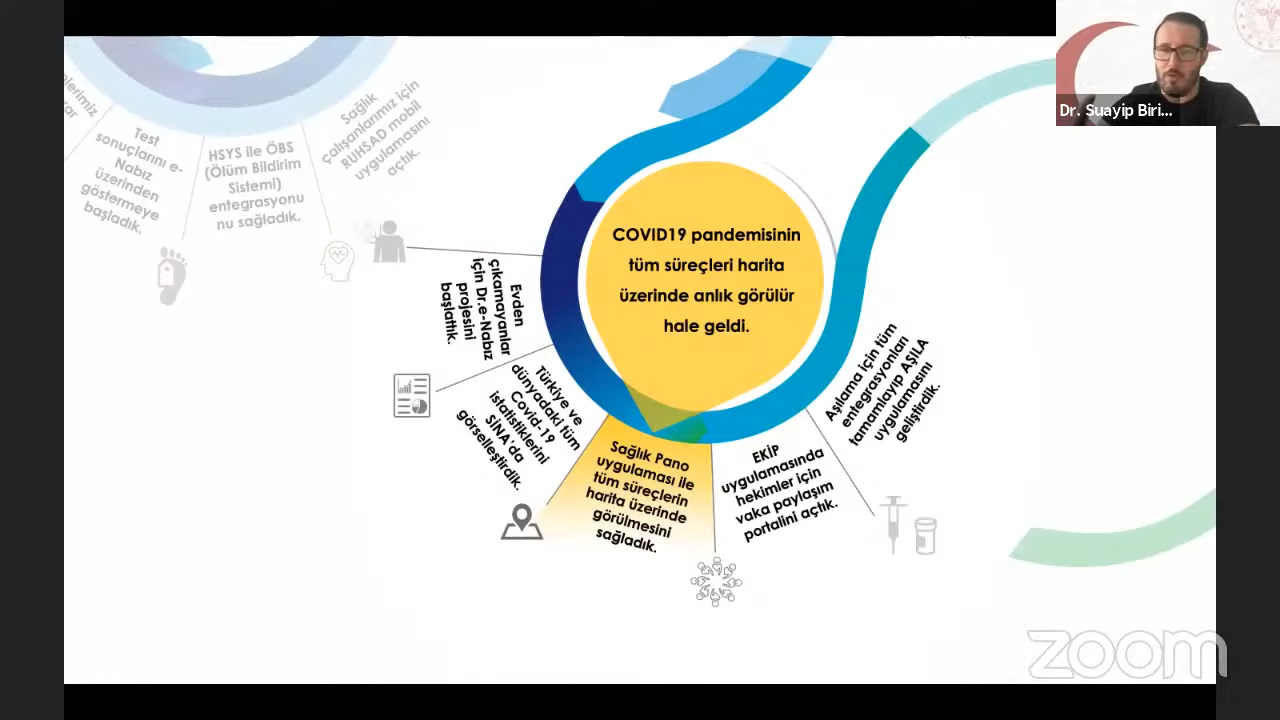 Dr. Suayip Biri...
Test
sonuçlarını e-
Nabız
üzerinden
göstermeye
başladık.
HSYS ile ÖBS
(Ölüm Bildirim
Sistemi)
entegrasyonu
nu sağladık.
Sağlık
çalışanlarımız için
RUHSAD mobil
uygulamasını
açtık.
COVID19 pandemisinin
tüm süreçleri harita
üzerinde anlık görülür
hale geldi.
Evden
çıkamayanlar
için Dr.e-Nabız
projesini
başlattık.
Türkiye ve
dünyadaki tüm
Covid-19
istatistiklerini
SİNA'da
görselleştirdik.
Sağlık Pano
uygulaması ile
tüm süreçlerin
harita üzerinde
görülmesini
sağladık.
EKİP
uygulamasında
hekimler için
vaka paylaşım
portalini açtık.
Aşılama için tüm
entegrasyonları
tamamlayıp AŞILA
uygulamasını
geliştirdik.
zoom